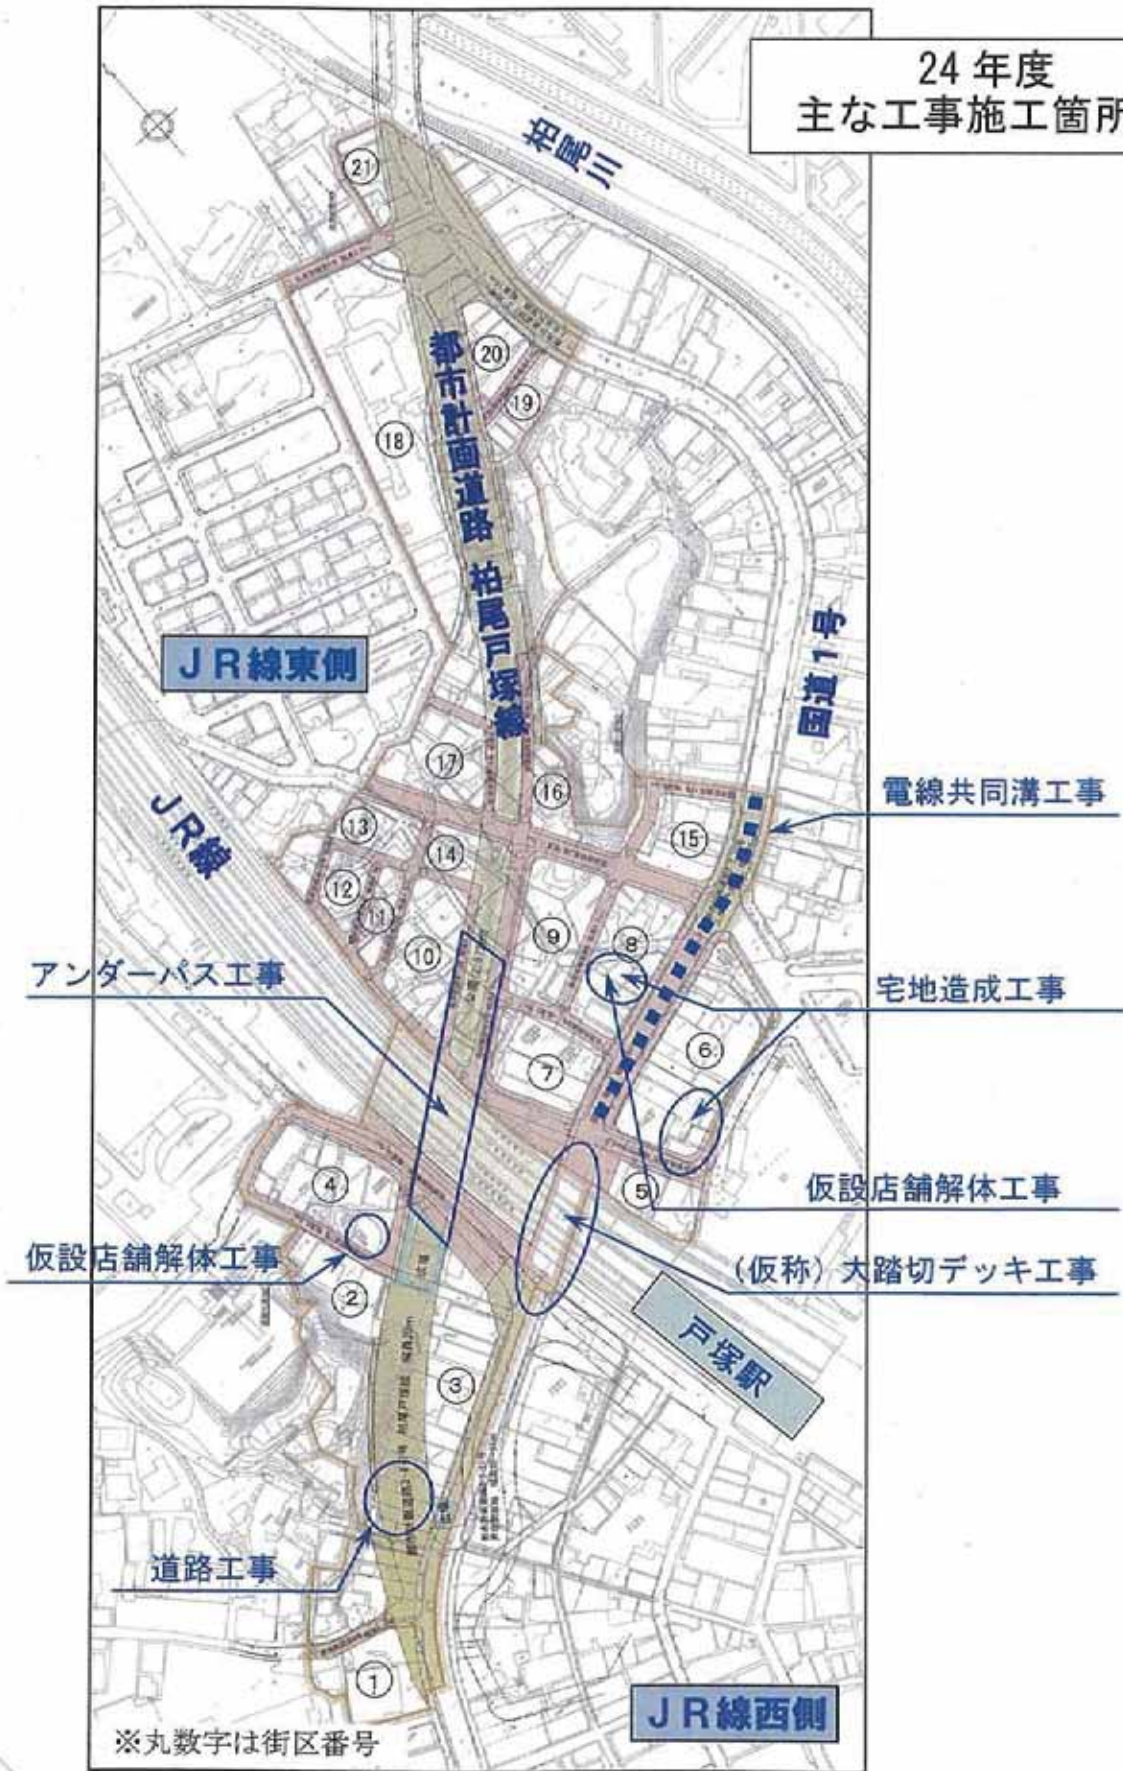 24年度
主な工事施工箇所
柏尾川
㉑
⑳
⑲
⑱
都市計画道路 柏尾戸塚線
国道1号
JR線東側
JR線
⑰
⑯
⑮
⑬
⑭
⑫
⑪
⑩
⑨
⑧
電線共同溝工事
アンダーパス工事
宅地造成工事
⑦
⑥
④
⑤
仮設店舗解体工事
仮設店舗解体工事
(仮称)大踏切デッキ工事
②
③
戸塚駅
道路工事
①
JR線西側
※丸数字は街区番号